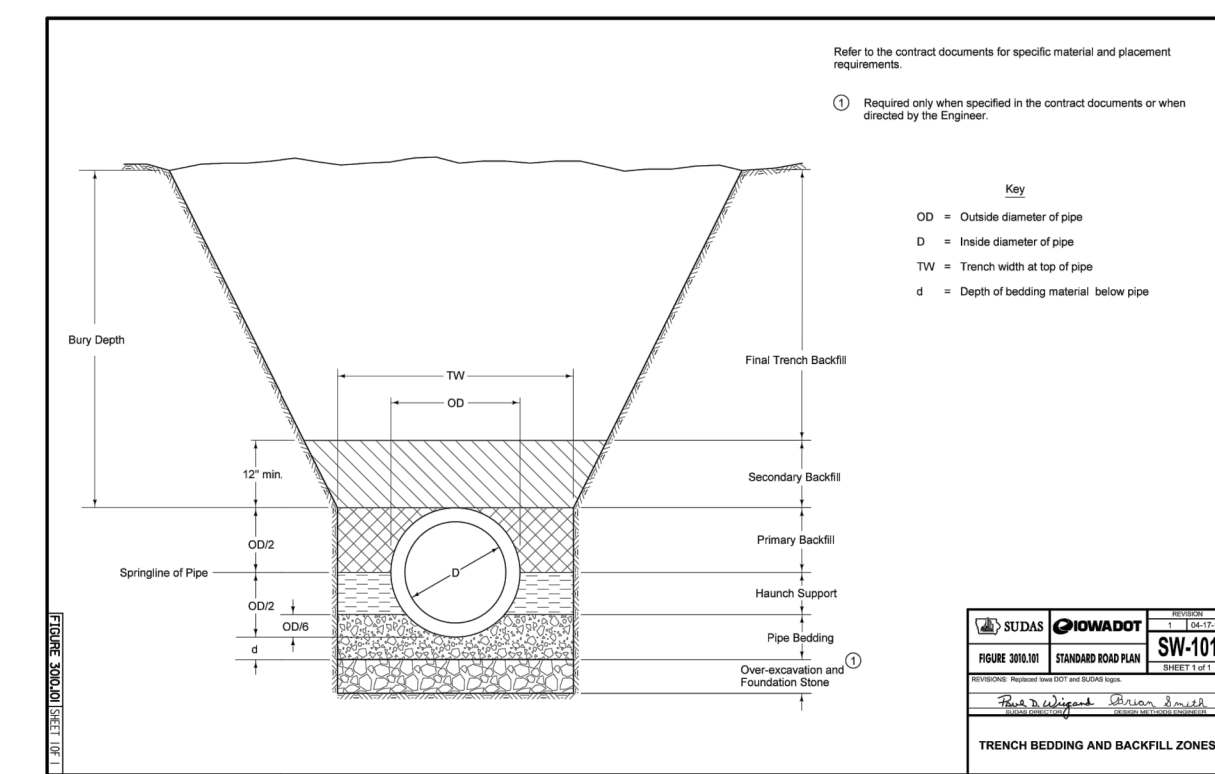 Refer to the contract documents for specific material and placement
requirements.
1 Required only when specified in the contract documents or when
directed by the Engineer.
Key
OD = Outside diameter of pipe
D = Inside diameter of pipe
TW = Trench width at top of pipe
d = Depth of bedding material below pipe
Bury Depth
Final Trench Backfill
TW
OD
12" min.
Secondary Backfill
OD/2
Primary Backfill
Springline of Pipe
D
Haunch Support
OD/2
OD/6
Pipe Bedding
d
Over-excavation and 1
Foundation Stone
FIGURE 3010.101 SHEET 1 OF 1
SUDAS IOWADOT
REVISION
1 04-17-
FIGURE 3010.101 STANDARD ROAD PLAN
SW-101
SHEET 1 of 1
REVISIONS: Replaced Iowa DOT and SUDAS logos.
Paul D. Wiegand Brian Smith
SUDAS DIRECTOR DESIGN METHODS ENGINEER
TRENCH BEDDING AND BACKFILL ZONES